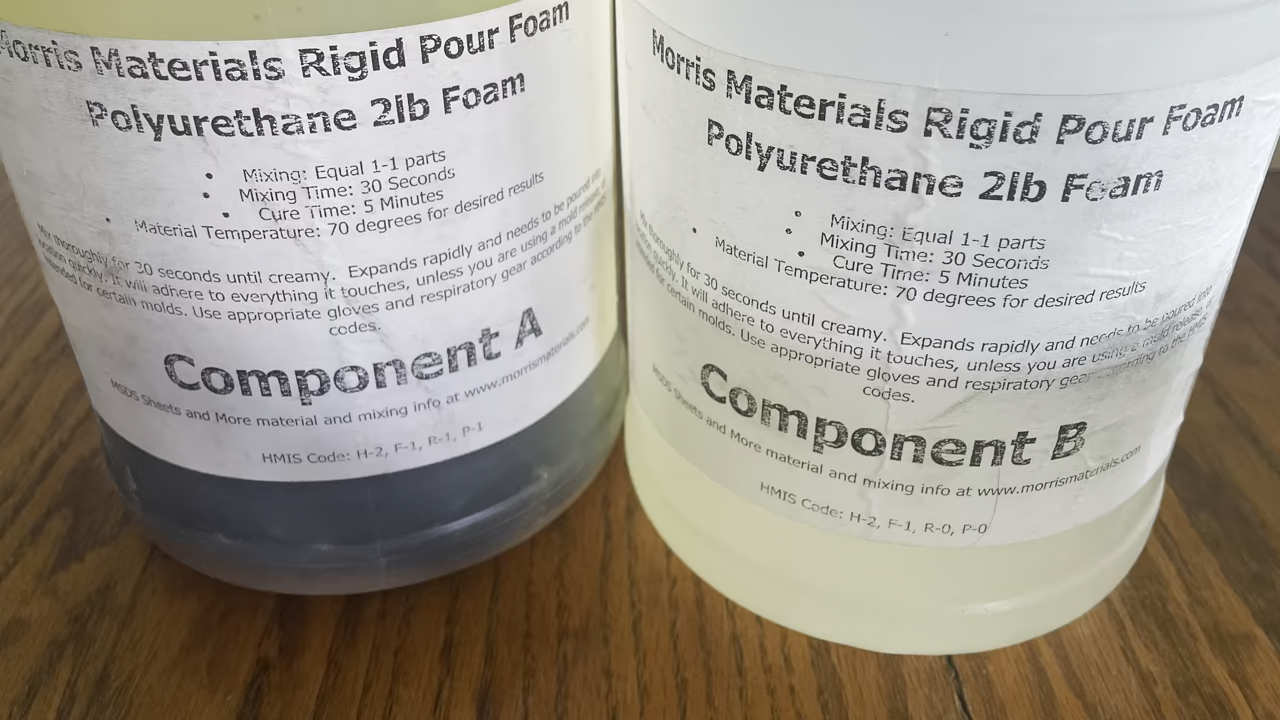 Morris Materials Rigid Pour Foam
Polyurethane 2lb Foam
• Mixing: Equal 1-1 parts
• Mixing Time: 30 Seconds
• Cure Time: 5 Minutes
• Material Temperature: 70 degrees for desired results
Mix thoroughly for 30 seconds until creamy. Expands rapidly and needs to be poured into
location quickly. It will adhere to everything it touches, unless you are using a mold release
for certain molds. Use appropriate gloves and respiratory gear according to the HMIS
codes.
Component A
MSDS Sheets and More material and mixing info at www.morrismaterials.com
HMIS Code: H-2, F-1, R-1, P-1
Morris Materials Rigid Pour Foam
Polyurethane 2lb Foam
• Mixing: Equal 1-1 parts
• Mixing Time: 30 Seconds
• Cure Time: 5 Minutes
• Material Temperature: 70 degrees for desired results
Mix thoroughly for 30 seconds until creamy. Expands rapidly and needs to be poured into
location quickly. It will adhere to everything it touches, unless you are using a mold release
for certain molds. Use appropriate gloves and respiratory gear according to the HMIS
codes.
Component B
MSDS Sheets and More material and mixing info at www.morrismaterials.com
HMIS Code: H-2, F-1, R-0, P-0